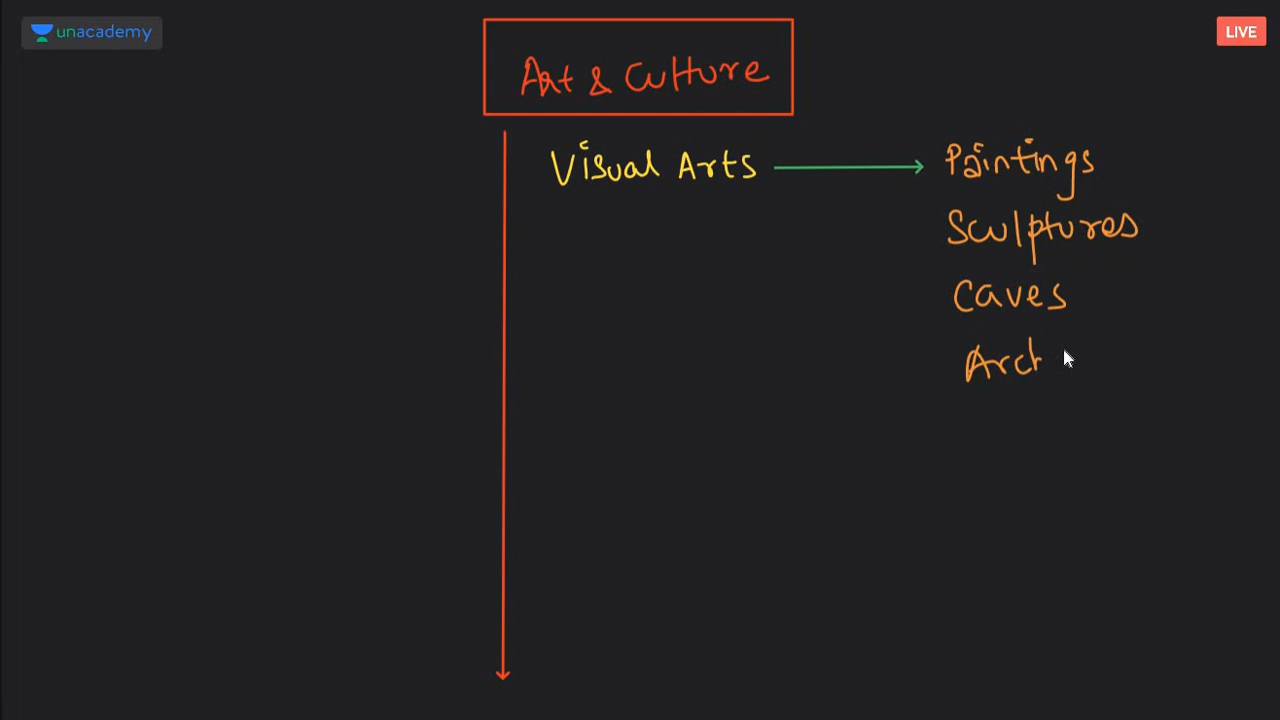 unacademy
LIVE
Art & Culture
Visual Arts
Paintings
Sculptures
Caves
Arch